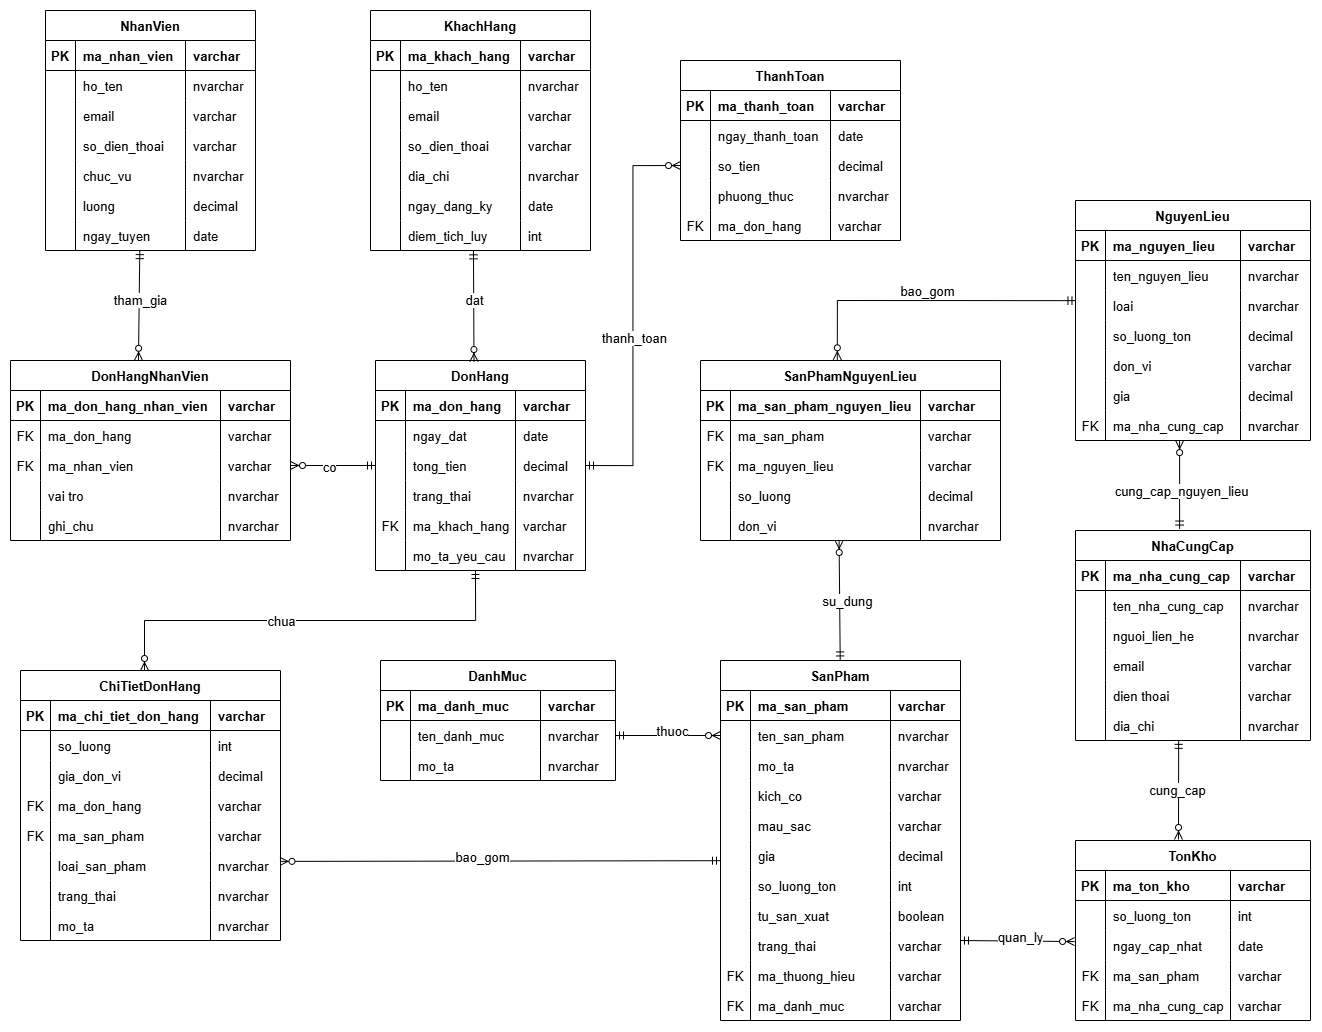 NhanVien
PK ma_nhan_vien varchar
ho_ten nvarchar
email varchar
so_dien_thoai varchar
chuc_vu nvarchar
luong decimal
ngay_tuyen date
KhachHang
PK ma_khach_hang varchar
ho_ten nvarchar
email varchar
so_dien_thoai varchar
dia_chi nvarchar
ngay_dang_ky date
diem_tich_luy int
ThanhToan
PK ma_thanh_toan varchar
ngay_thanh_toan date
so_tien decimal
phuong_thuc nvarchar
FK ma_don_hang varchar
NguyenLieu
PK ma_nguyen_lieu varchar
ten_nguyen_lieu nvarchar
loai nvarchar
so_luong_ton decimal
don_vi varchar
gia decimal
FK ma_nha_cung_cap nvarchar
tham_gia
dat
thanh_toan
bao_gom
DonHangNhanVien
PK ma_don_hang_nhan_vien varchar
FK ma_don_hang varchar
FK ma_nhan_vien varchar
vai tro nvarchar
ghi_chu nvarchar
co
DonHang
PK ma_don_hang varchar
ngay_dat date
tong_tien decimal
trang_thai nvarchar
FK ma_khach_hang varchar
mo_ta_yeu_cau nvarchar
SanPhamNguyenLieu
PK ma_san_pham_nguyen_lieu varchar
FK ma_san_pham varchar
FK ma_nguyen_lieu varchar
so_luong decimal
don_vi nvarchar
cung_cap_nguyen_lieu
NhaCungCap
PK ma_nha_cung_cap varchar
ten_nha_cung_cap nvarchar
nguoi_lien_he nvarchar
email varchar
dien thoai varchar
dia_chi nvarchar
chua
su_dung
cung_cap
ChiTietDonHang
PK ma_chi_tiet_don_hang varchar
so_luong int
gia_don_vi decimal
FK ma_don_hang varchar
FK ma_san_pham varchar
loai_san_pham nvarchar
trang_thai nvarchar
mo_ta nvarchar
DanhMuc
PK ma_danh_muc varchar
ten_danh_muc nvarchar
mo_ta nvarchar
thuoc
bao_gom
SanPham
PK ma_san_pham varchar
ten_san_pham nvarchar
mo_ta nvarchar
kich_co varchar
mau_sac varchar
gia decimal
so_luong_ton int
tu_san_xuat boolean
trang_thai varchar
FK ma_thuong_hieu varchar
FK ma_danh_muc varchar
quan_ly
TonKho
PK ma_ton_kho varchar
so_luong_ton int
ngay_cap_nhat date
FK ma_san_pham varchar
FK ma_nha_cung_cap varchar